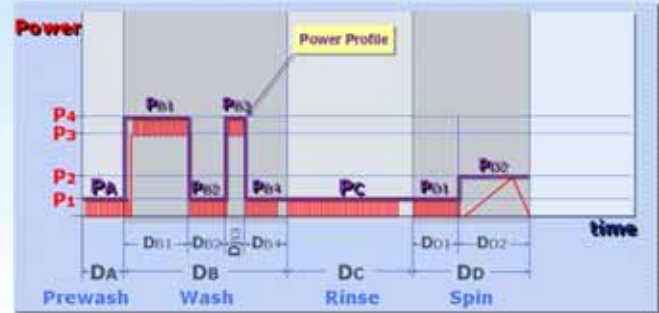 Power
Power Profile
P4
P3
P2
P1
PA
PB1
PB2
PB3
PB4
PC
PD1
PD2
time
DB1
DB2
DB3
DB4
DD1
DD2
DA
DB
DC
DD
Prewash
Wash
Rinse
Spin